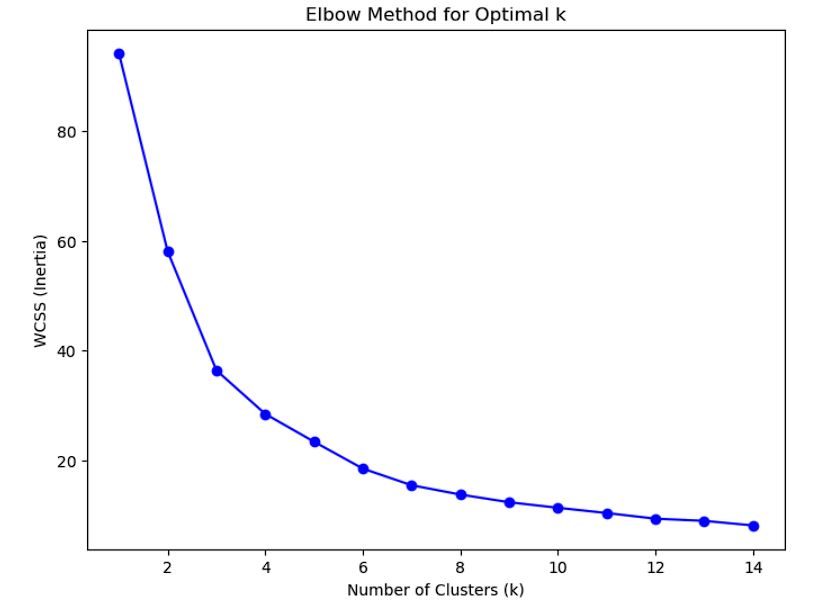 Elbow Method for Optimal k
WCSS (Inertia)
80
60
40
20
2 4 6 8 10 12 14
Number of Clusters (k)